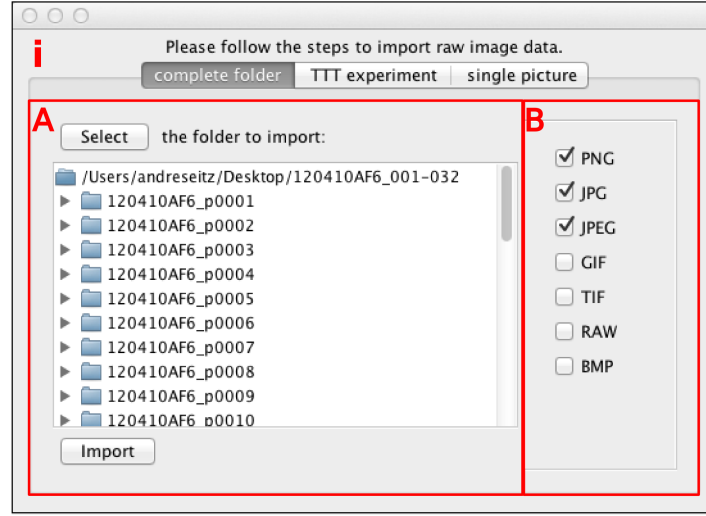 i
Please follow the steps to import raw image data.
complete folder TTT experiment single picture
A
Select the folder to import:
/Users/andreseitz/Desktop/120410AF6_001-032
120410AF6_p0001
120410AF6_p0002
120410AF6_p0003
120410AF6_p0004
120410AF6_p0005
120410AF6_p0006
120410AF6_p0007
120410AF6_p0008
120410AF6_p0009
120410AF6_p0010
Import
B
PNG
JPG
JPEG
GIF
TIF
RAW
BMP